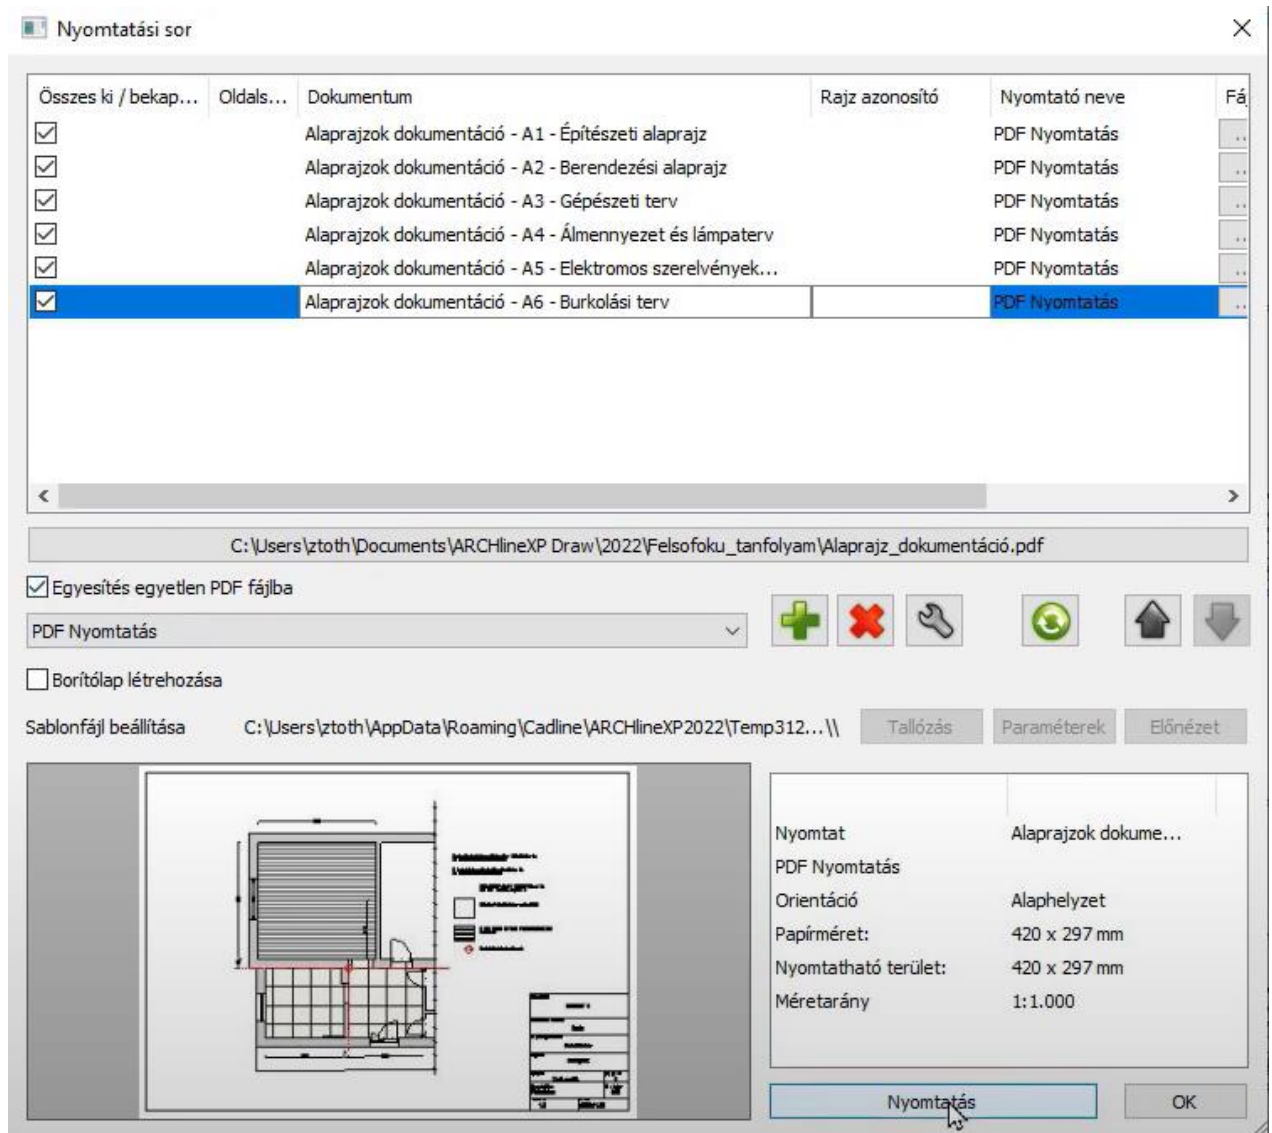 Nyomtatási sor
Összes ki / bekap... Oldals... Dokumentum Rajz azonosító Nyomtató neve Fá
Alaprajzok dokumentáció - A1 - Építészeti alaprajz PDF Nyomtatás ..
Alaprajzok dokumentáció - A2 - Berendezési alaprajz PDF Nyomtatás ..
Alaprajzok dokumentáció - A3 - Gépészeti terv PDF Nyomtatás ..
Alaprajzok dokumentáció - A4 - Álmennyezet és lámpaterv PDF Nyomtatás ..
Alaprajzok dokumentáció - A5 - Elektromos szerelvények... PDF Nyomtatás ..
Alaprajzok dokumentáció - A6 - Burkolási terv PDF Nyomtatás ..
C:\Users\ztoth\Documents\ARCHlineXP Draw\2022\Felsofoku_tanfolyam\Alaprajz_dokumentáció.pdf
Egyesítés egyetlen PDF fájlba
PDF Nyomtatás
Borítólap létrehozása
Sablonfájl beállítása C:\Users\ztoth\AppData\Roaming\Cadline\ARCHlineXP2022\Temp312...\\ Tallózás Paraméterek Előnézet
Nyomtat Alaprajzok dokume...
PDF Nyomtatás
Orientáció Alaphelyzet
Papírméret: 420 x 297 mm
Nyomtatható terület: 420 x 297 mm
Méretarány 1:1.000
Nyomtatás OK